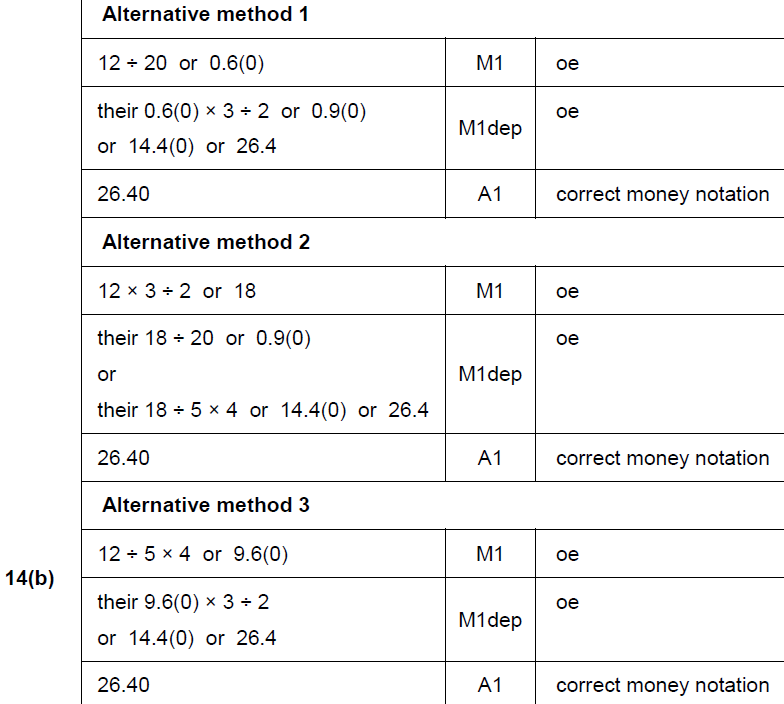 Alternative method 1
12 ÷ 20 or 0.6(0) M1 oe
their 0.6(0) × 3 ÷ 2 or 0.9(0)
or 14.4(0) or 26.4
M1dep
oe
26.40 A1 correct money notation
Alternative method 2
12 × 3 ÷ 2 or 18 M1 oe
their 18 ÷ 20 or 0.9(0)
or
their 18 ÷ 5 × 4 or 14.4(0) or 26.4
M1dep
oe
26.40 A1 correct money notation
Alternative method 3
14(b)
12 ÷ 5 × 4 or 9.6(0) M1 oe
their 9.6(0) × 3 ÷ 2
or 14.4(0) or 26.4
M1dep
oe
26.40 A1 correct money notation